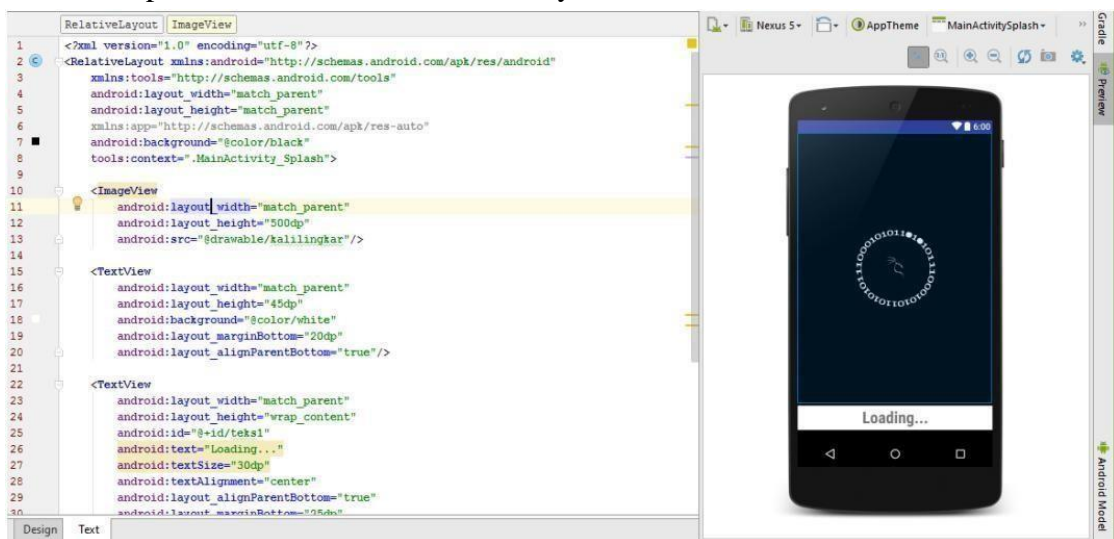 RelativeLayout ImageView
Nexus 5 AppTheme MainActivitySplash
1 <?xml version="1.0" encoding="utf-8"?>
2 <RelativeLayout xmlns:android="http://schemas.android.com/apk/res/android"
3 xmlns:tools="http://schemas.android.com/tools"
4 android:layout_width="match_parent"
5 android:layout_height="match_parent"
6 xmlns:app="http://schemas.android.com/apk/res-auto"
7 android:background="@color/black"
8 tools:context=".MainActivity_Splash">
9
10 <ImageView
11 android:layout_width="match_parent"
12 android:layout_height="500dp"
13 android:src="@drawable/kalilingkar"/>
14
15 <TextView
16 android:layout_width="match_parent"
17 android:layout_height="45dp"
18 android:background="@color/white"
19 android:layout_marginBottom="20dp"
20 android:layout_alignParentBottom="true"/>
21
22 <TextView
23 android:layout_width="match_parent"
24 android:layout_height="wrap_content"
25 android:id="@+id/teks1"
26 android:text="Loading..."
27 android:textSize="30dp"
28 android:textAlignment="center"
29 android:layout_alignParentBottom="true"
30 android:layout_marginBottom="25dp"
Design Text
6:00
Loading...
Gradle
Preview
Android Model